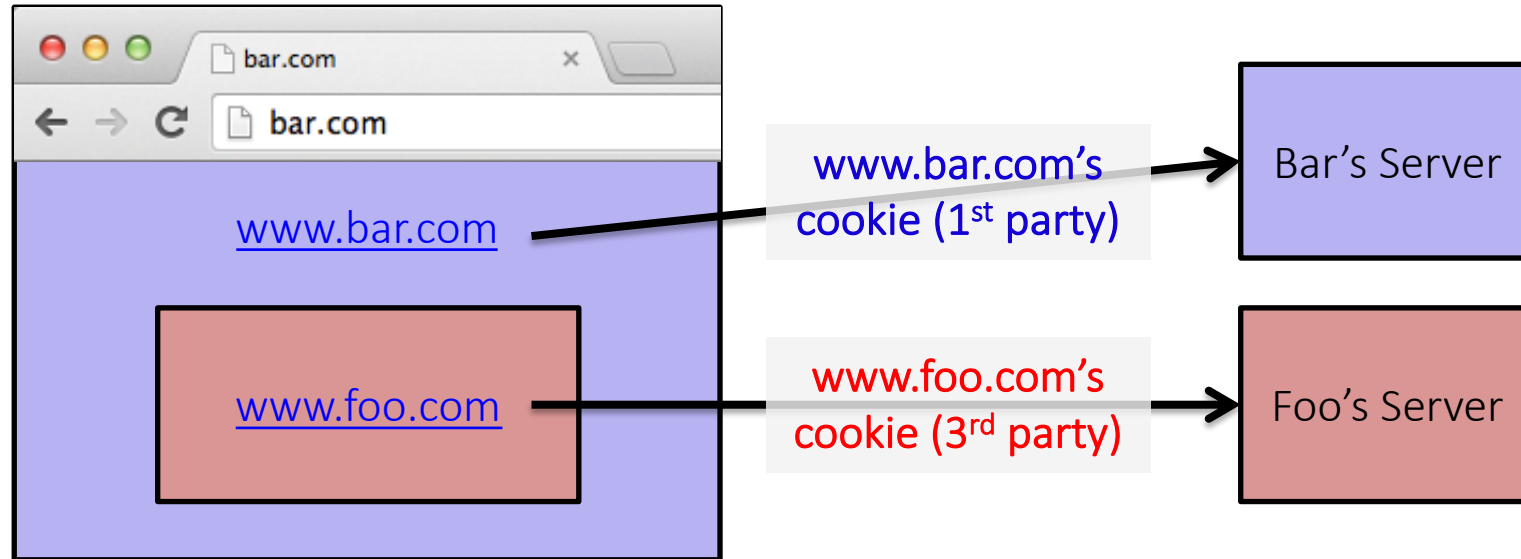 bar.com
bar.com
www.bar.com
www.bar.com’s
cookie (1st party)
Bar’s Server
www.foo.com
www.foo.com’s
cookie (3rd party)
Foo’s Server